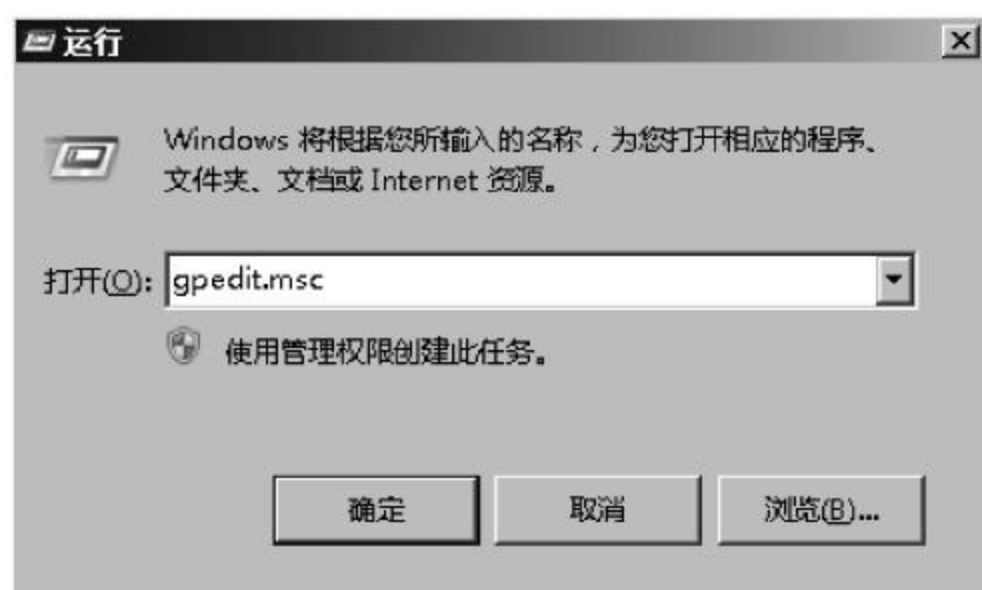 运行
Windows 将根据您所输入的名称，为您打开相应的程序、
文件夹、文档或 Internet 资源。
打开(O): gpedit.msc
使用管理权限创建此任务。
确定 取消 浏览(B)...